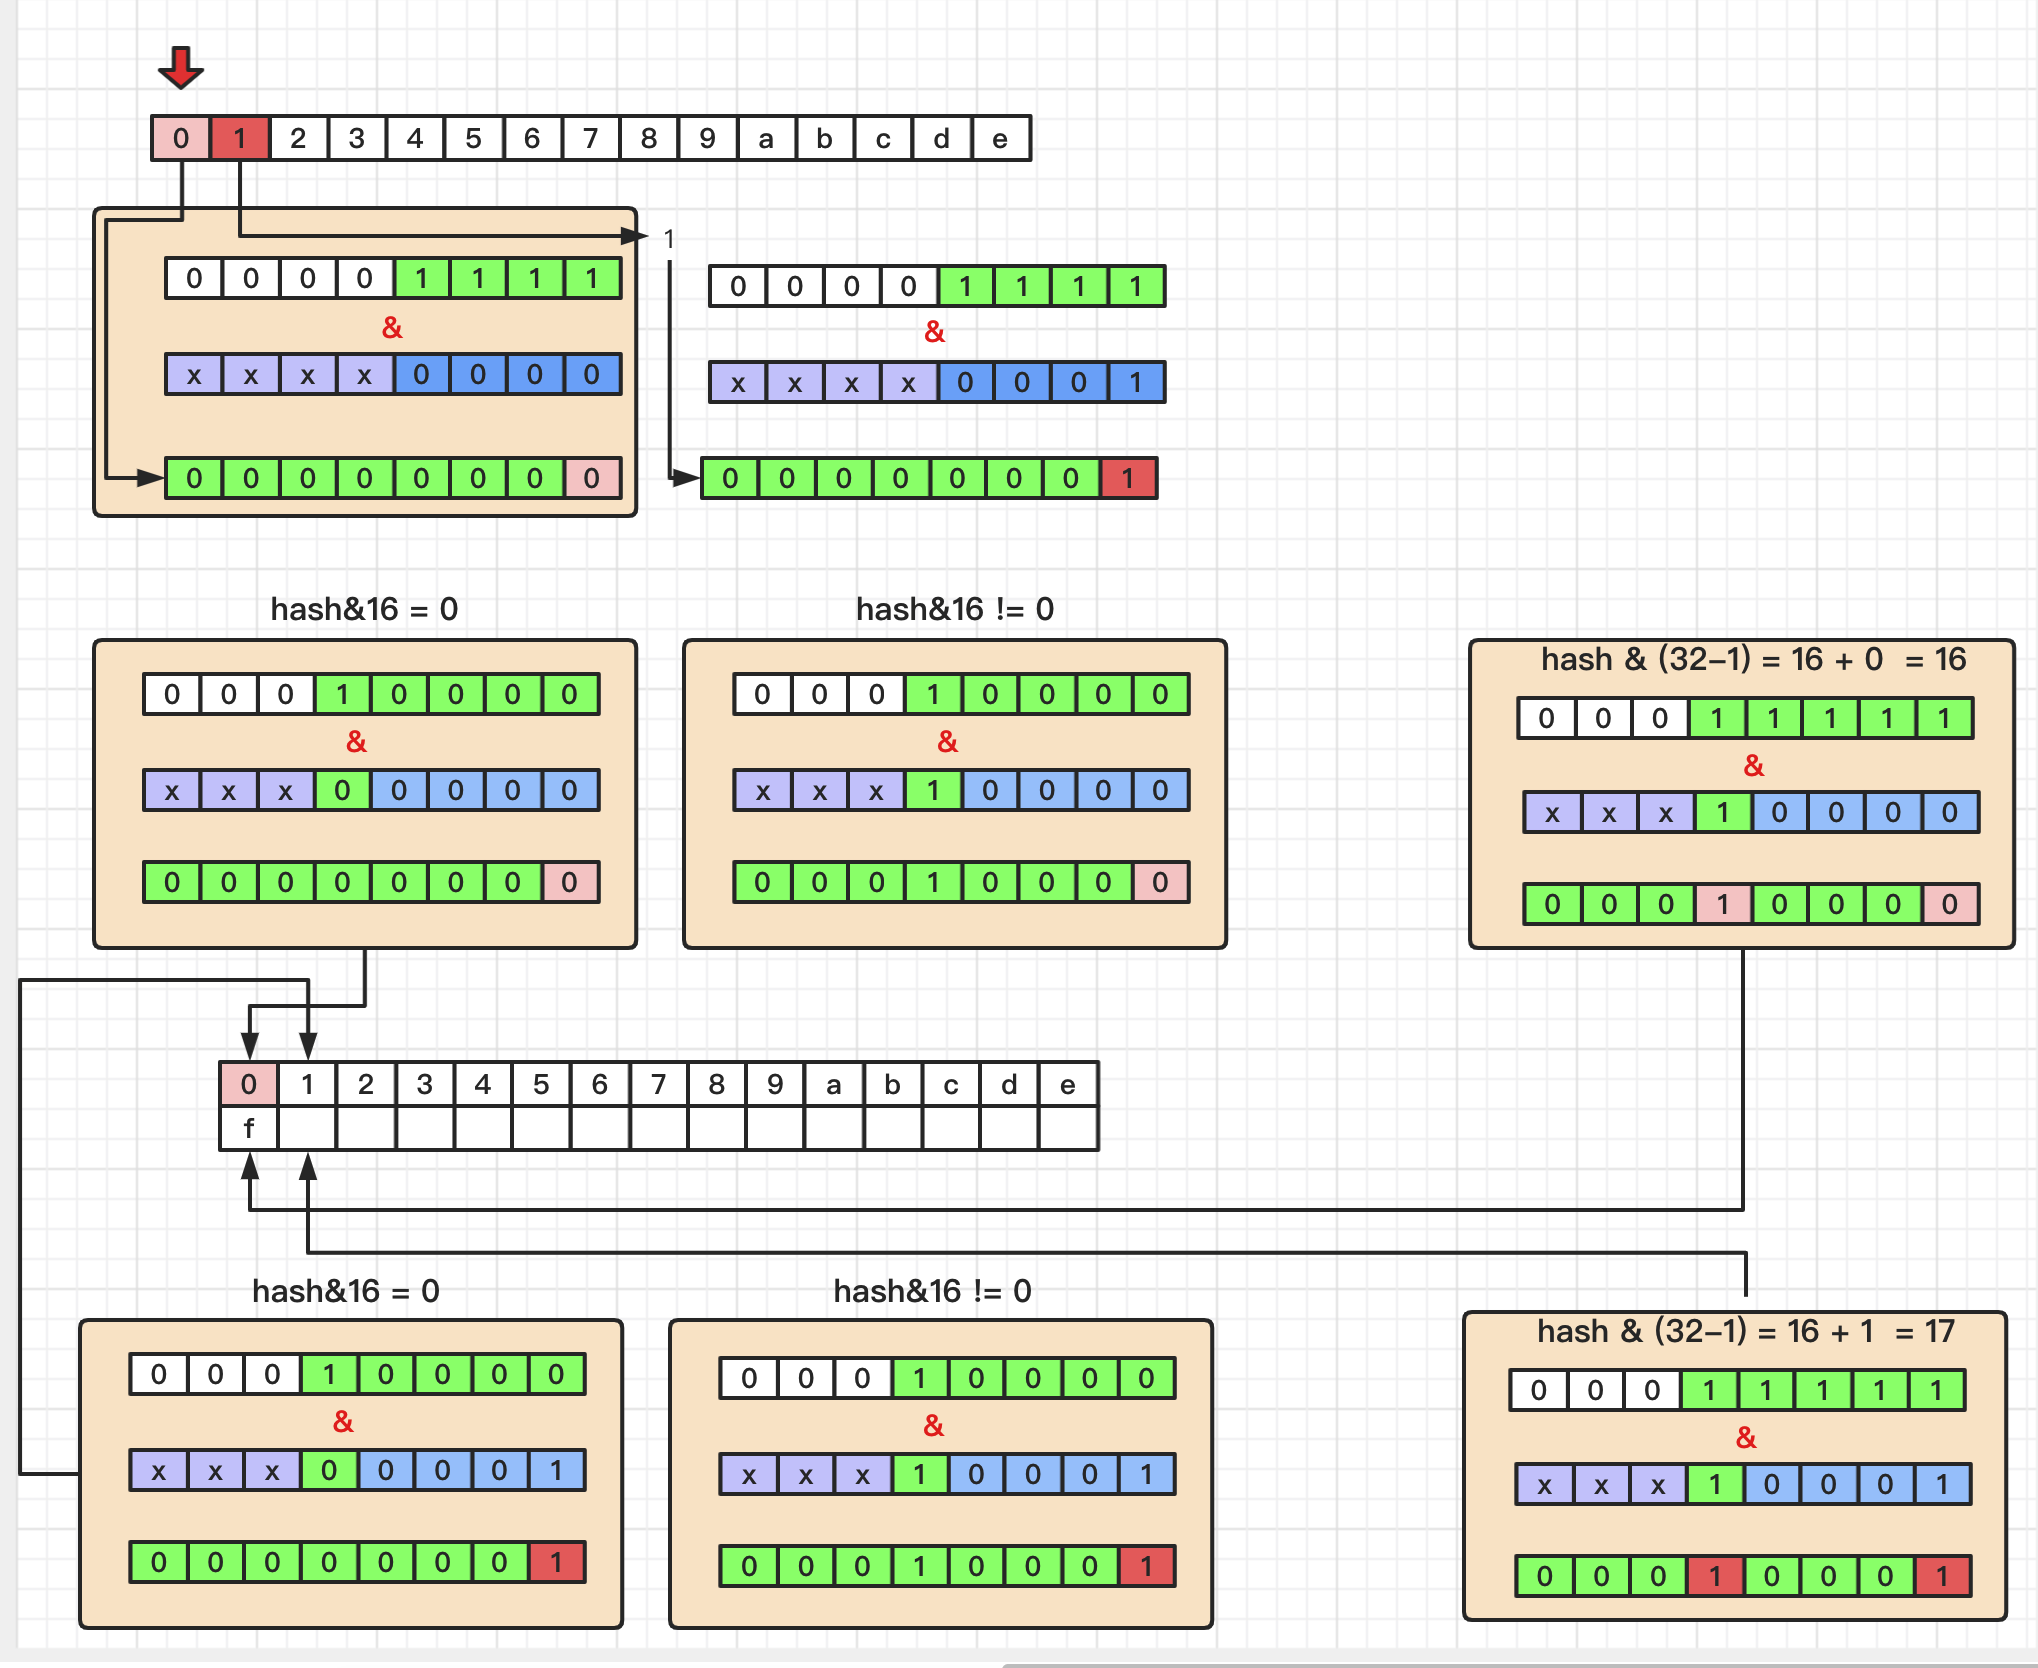 0 1 2 3 4 5 6 7 8 9 a b c d e
1
0 0 0 0 1 1 1 1
&
x x x x 0 0 0 0
0 0 0 0 0 0 0 0
0 0 0 0 1 1 1 1
&
x x x x 0 0 0 1
0 0 0 0 0 0 0 1
hash&16 = 0
0 0 0 1 0 0 0 0
&
x x x 0 0 0 0 0
0 0 0 0 0 0 0 0
hash&16 != 0
0 0 0 1 0 0 0 0
&
x x x 1 0 0 0 0
0 0 0 1 0 0 0 0
hash & (32-1) = 16 + 0 = 16
0 0 0 1 1 1 1 1
&
x x x 1 0 0 0 0
0 0 0 1 0 0 0 0
0 1 2 3 4 5 6 7 8 9 a b c d e
f
hash&16 = 0
0 0 0 1 0 0 0 0
&
x x x 0 0 0 0 1
0 0 0 0 0 0 0 1
hash&16 != 0
0 0 0 1 0 0 0 0
&
x x x 1 0 0 0 1
0 0 0 1 0 0 0 1
hash & (32-1) = 16 + 1 = 17
0 0 0 1 1 1 1 1
&
x x x 1 0 0 0 1
0 0 0 1 0 0 0 1